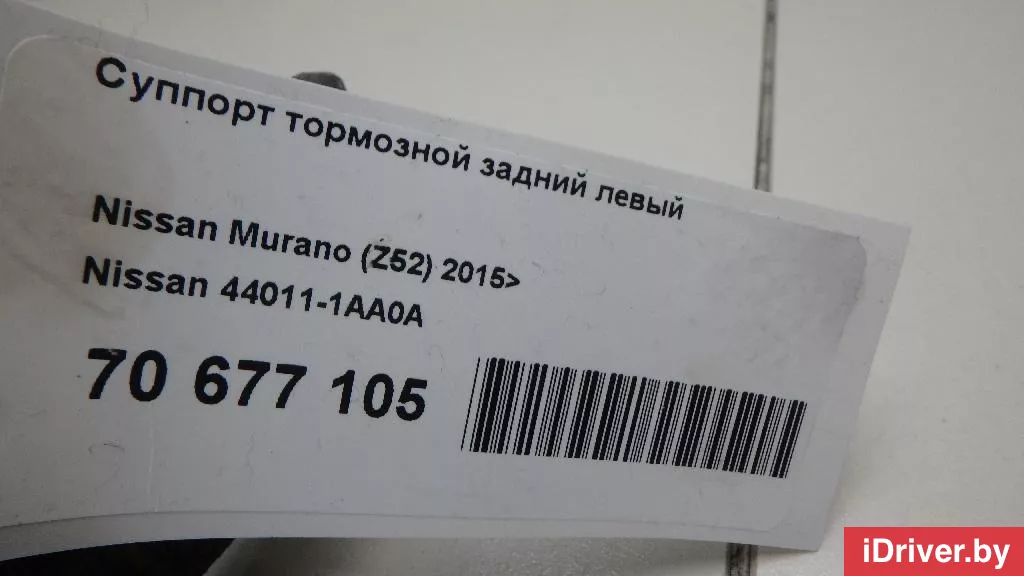 Суппорт тормозной задний левый
Nissan Murano (Z52) 2015>
Nissan 44011-1AA0A
70 677 105
iDriver.by